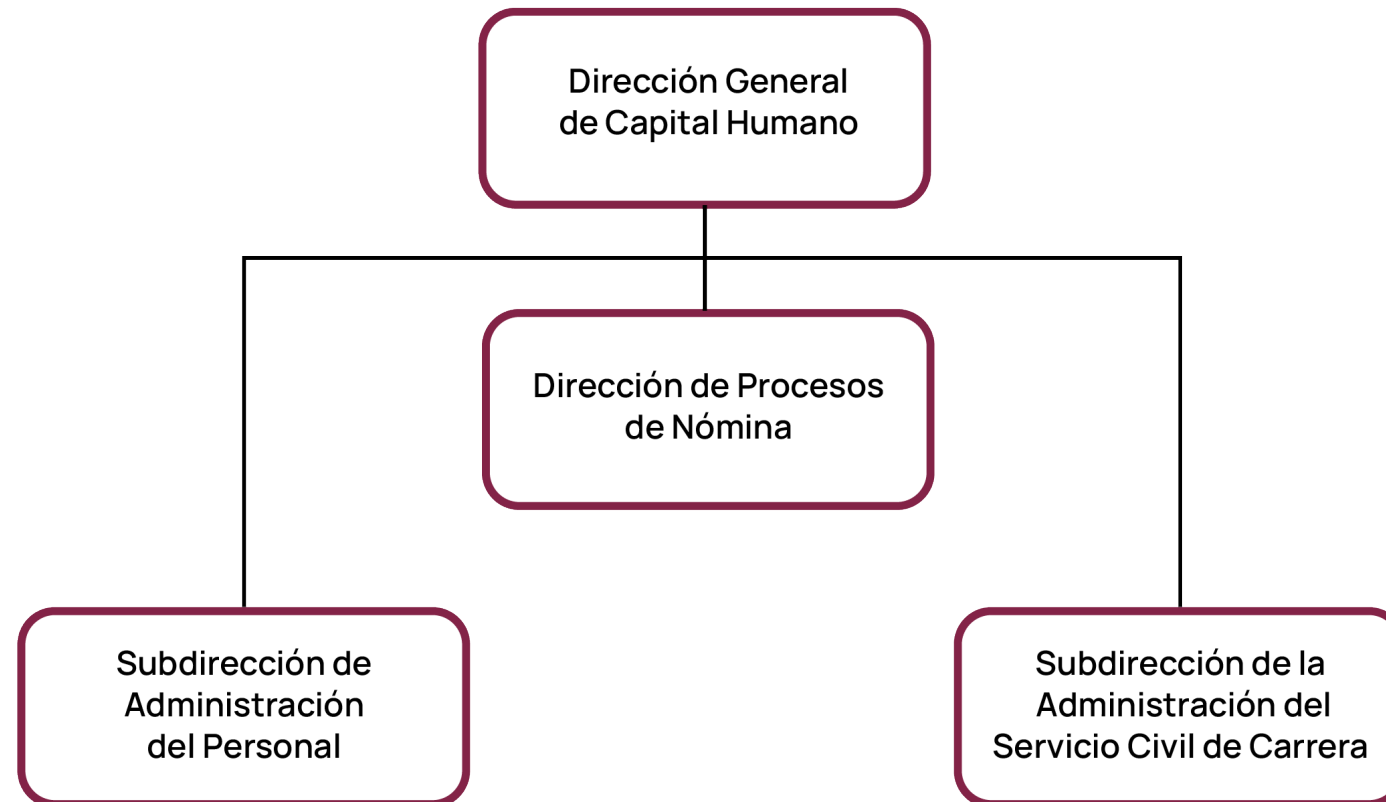 Dirección General
de Capital Humano
Dirección de Procesos
de Nómina
Subdirección de
Administración
del Personal
Subdirección de la
Administración del
Servicio Civil de Carrera